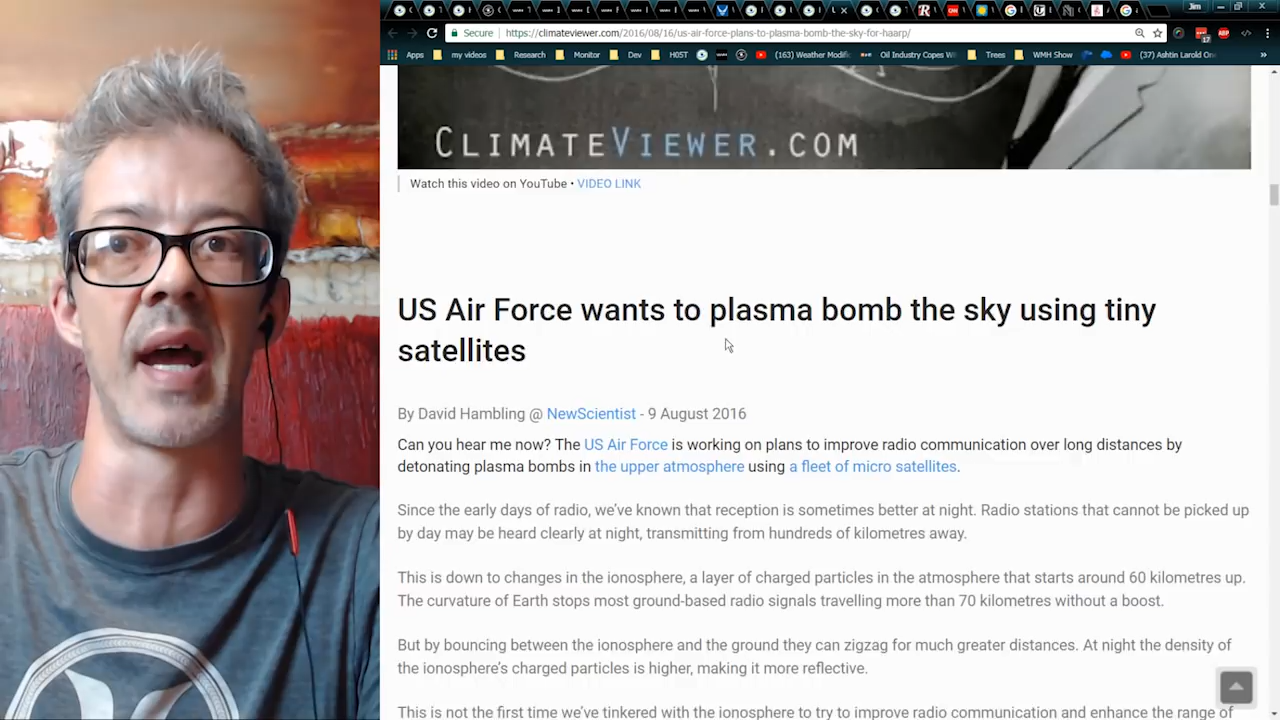 Jim
Secure https://climateviewer.com/2016/08/16/us-air-force-plans-to-plasma-bomb-the-sky-for-haarp/
Apps my videos Research Monitor Dev H0ST (163) Weather Modifi Oil Industry Copes W Trees WMH Show (37) Ashtin Larold On
CLIMATEVIEWER.COM
Watch this video on YouTube • VIDEO LINK
US Air Force wants to plasma bomb the sky using tiny
satellites
By David Hambling @ NewScientist - 9 August 2016
Can you hear me now? The US Air Force is working on plans to improve radio communication over long distances by
detonating plasma bombs in the upper atmosphere using a fleet of micro satellites.
Since the early days of radio, we've known that reception is sometimes better at night. Radio stations that cannot be picked up
by day may be heard clearly at night, transmitting from hundreds of kilometres away.
This is down to changes in the ionosphere, a layer of charged particles in the atmosphere that starts around 60 kilometres up.
The curvature of Earth stops most ground-based radio signals travelling more than 70 kilometres without a boost.
But by bouncing between the ionosphere and the ground they can zigzag for much greater distances. At night the density of
the ionosphere's charged particles is higher, making it more reflective.
This is not the first time we've tinkered with the ionosphere to try to improve radio communication and enhance the range of